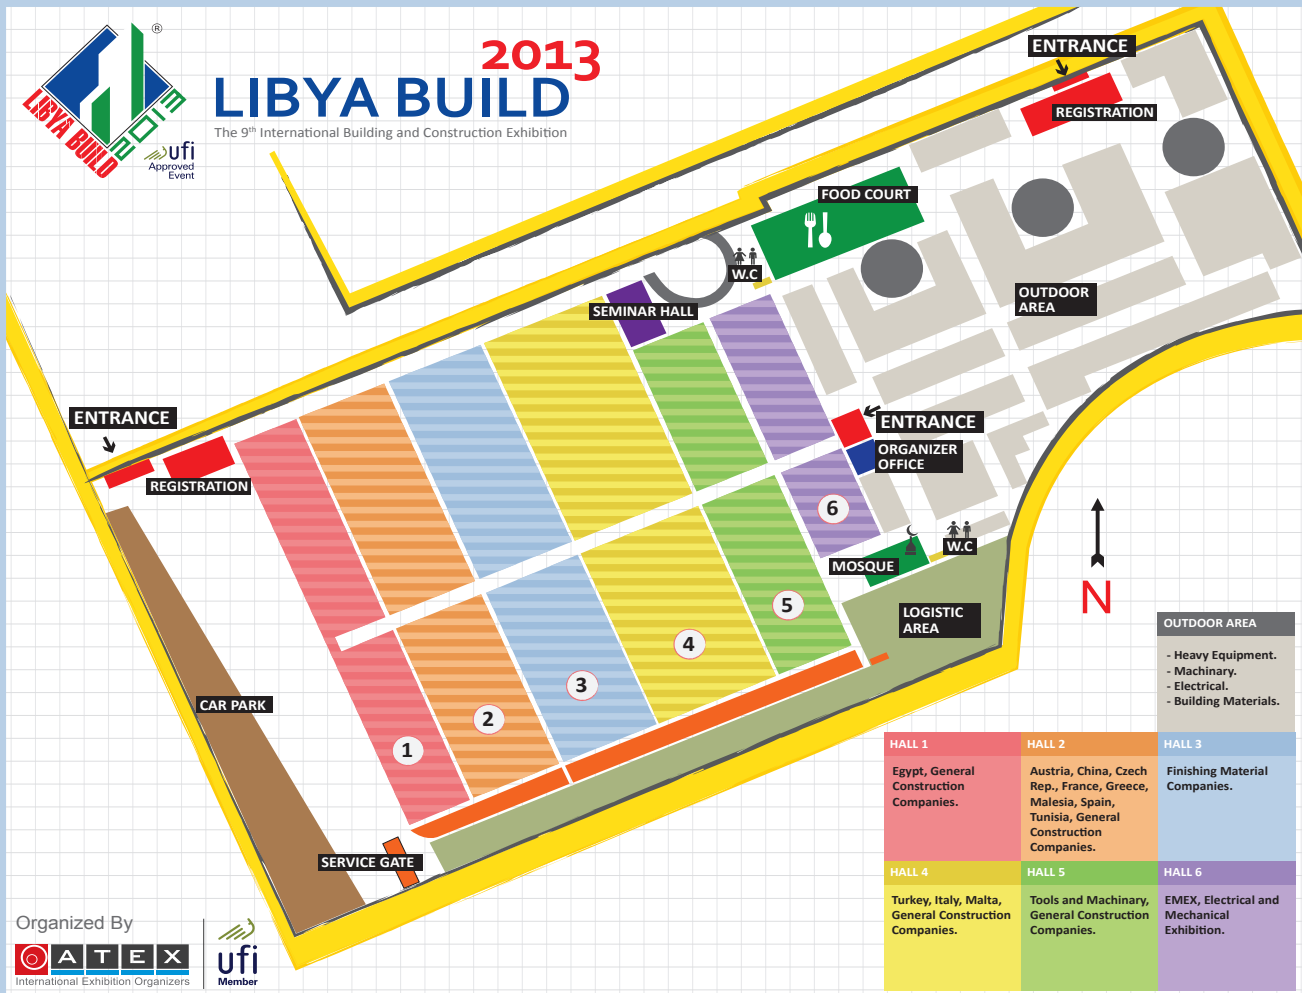 LIBYA BUILD
2013
®
ufi
Approved
Event
2013
LIBYA BUILD
The 9th International Building and Construction Exhibition
ENTRANCE
REGISTRATION
FOOD COURT
W.C
SEMINAR HALL
OUTDOOR
AREA
ENTRANCE
REGISTRATION
ENTRANCE
ORGANIZER
OFFICE
6
MOSQUE
W.C
5
LOGISTIC
AREA
N
4
3
2
1
CAR PARK
SERVICE GATE
OUTDOOR AREA
- Heavy Equipment.
- Machinary.
- Electrical.
- Building Materials.
HALL 1
Egypt, General
Construction
Companies.
HALL 2
Austria, China, Czech
Rep., France, Greece,
Malesia, Spain,
Tunisia, General
Construction
Companies.
HALL 3
Finishing Material
Companies.
HALL 4
Turkey, Italy, Malta,
General Construction
Companies.
HALL 5
Tools and Machinary,
General Construction
Companies.
HALL 6
EMEX, Electrical and
Mechanical
Exhibition.
Organized By
ATEX
International Exhibition Organizers
ufi
Member